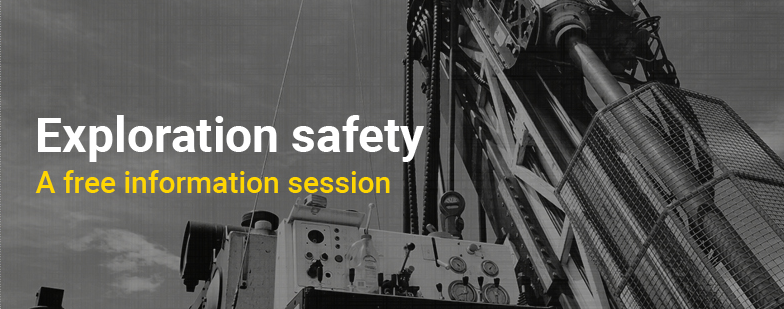 Exploration safety
A free information session